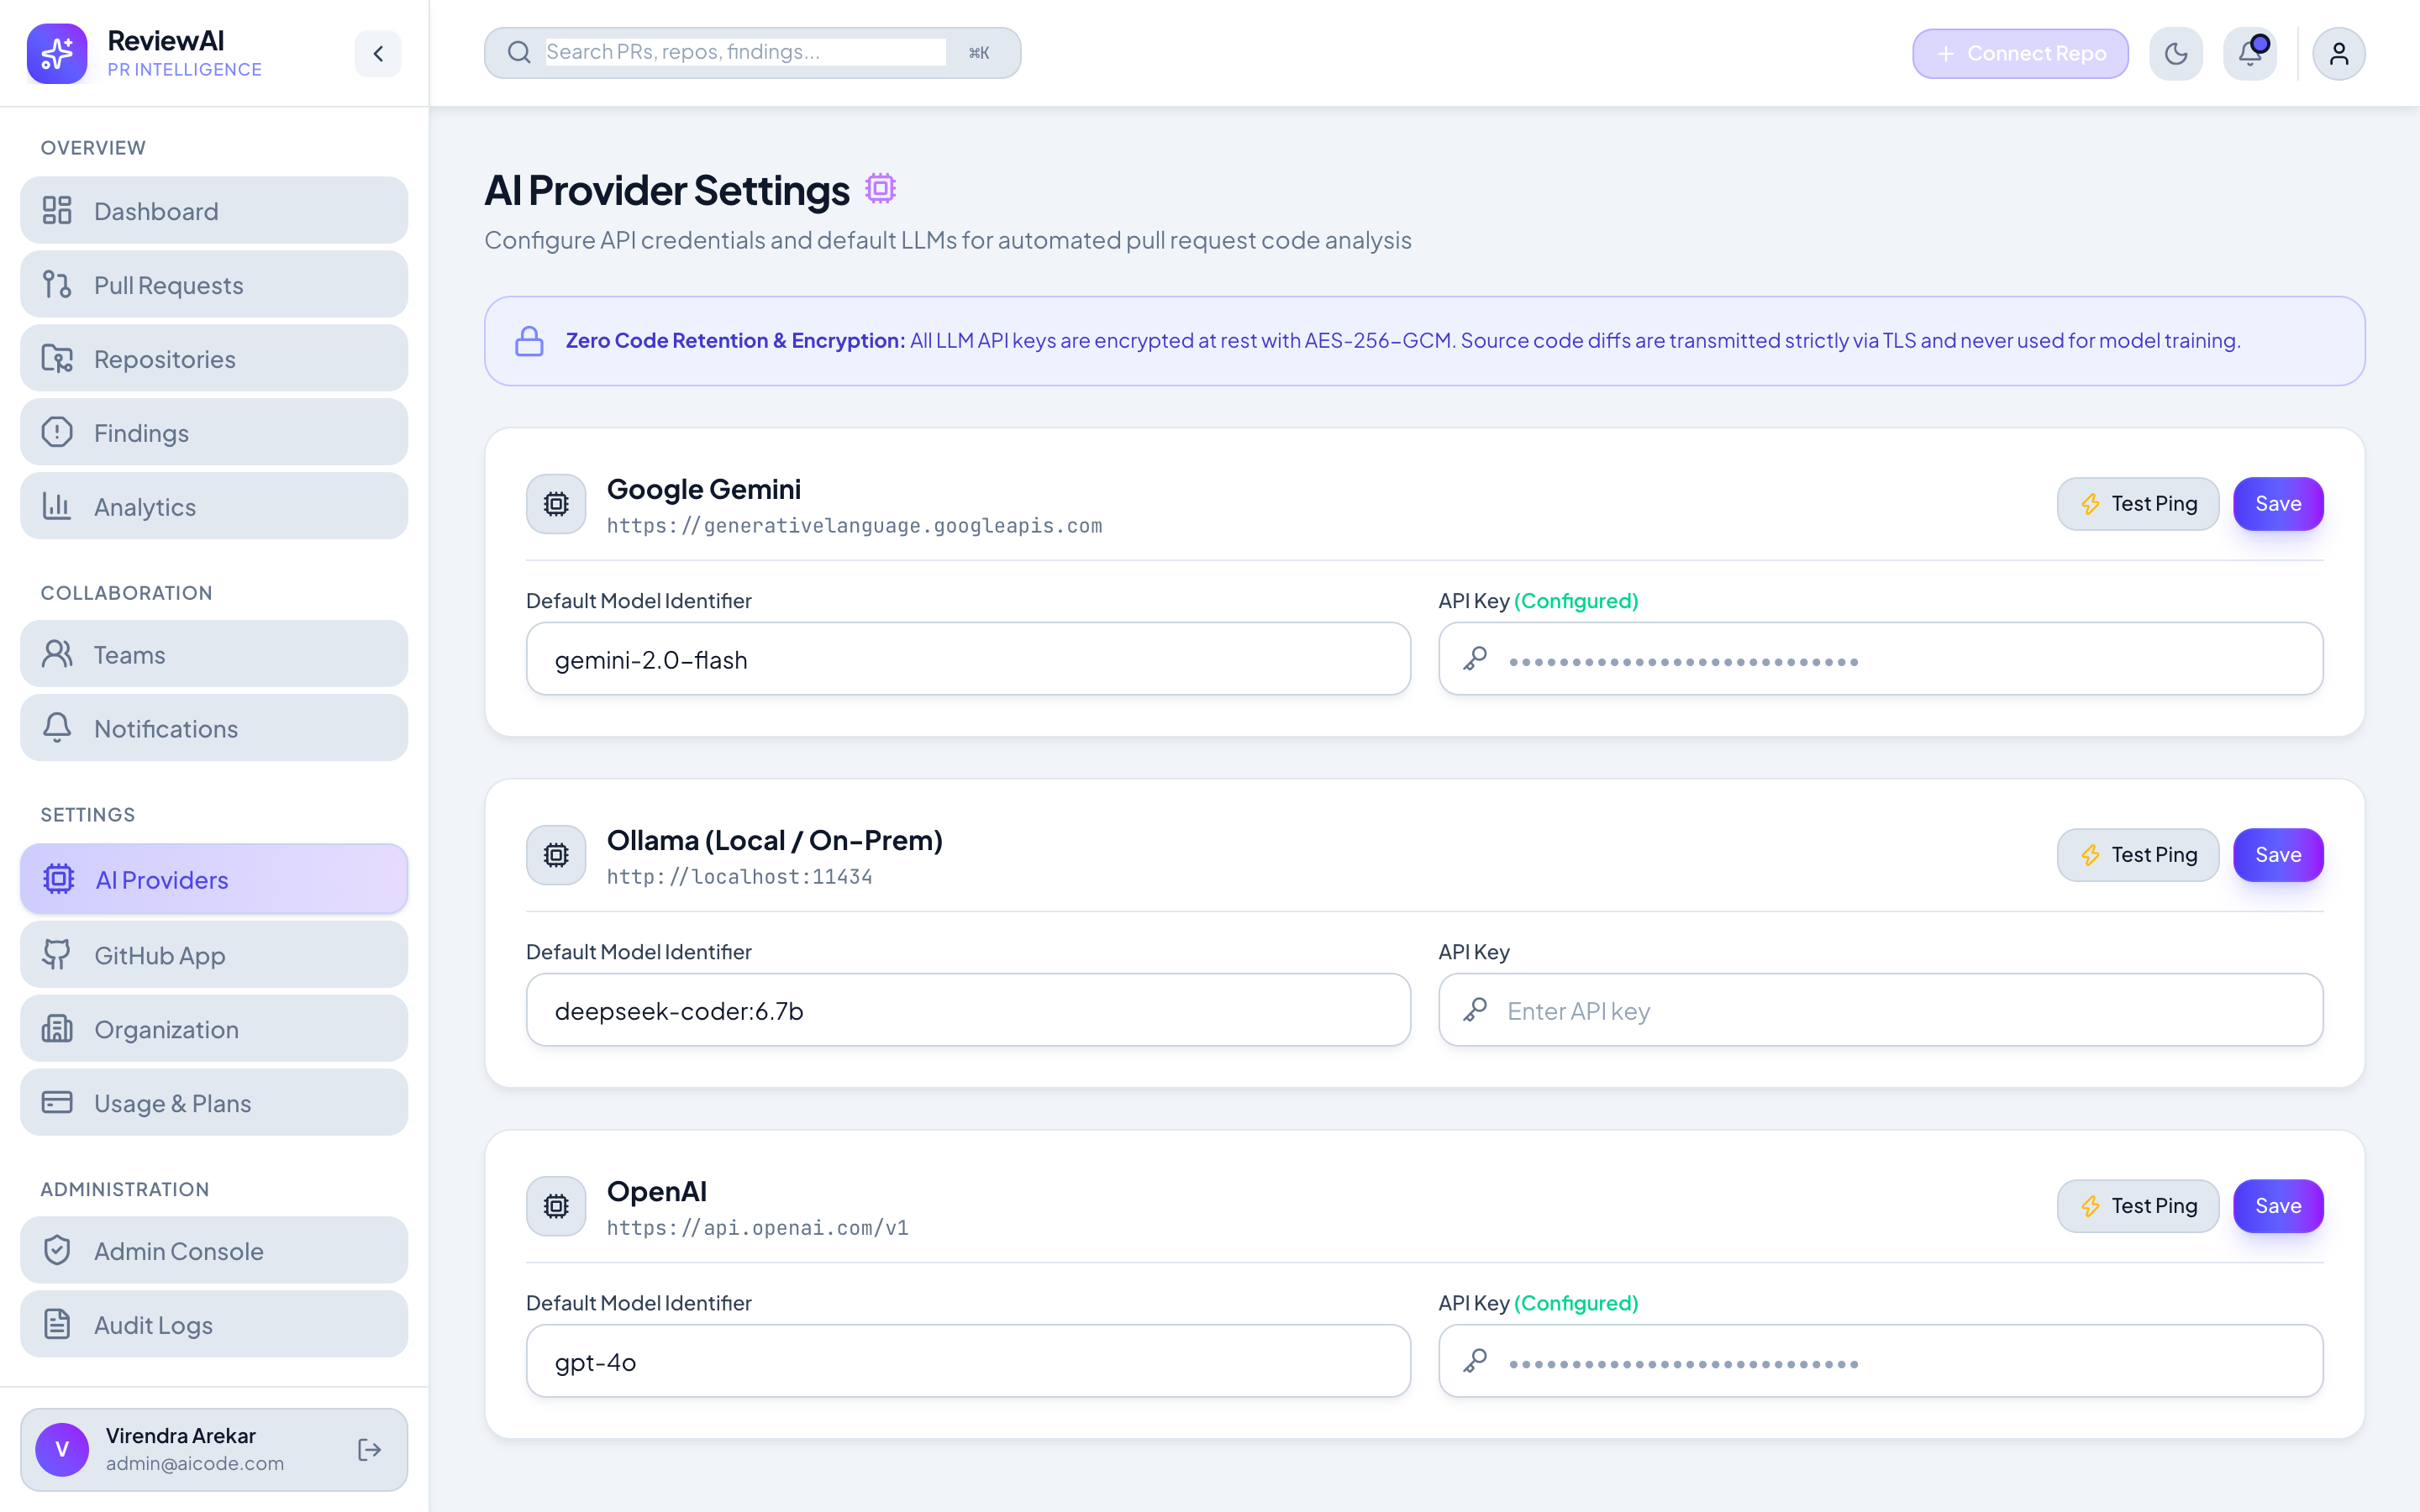 ReviewAI
PR INTELLIGENCE
Search PRs, repos, findings...
⌘K
Connect Repo
OVERVIEW
Dashboard
Pull Requests
Repositories
Findings
Analytics
COLLABORATION
Teams
Notifications
SETTINGS
AI Providers
GitHub App
Organization
Usage & Plans
ADMINISTRATION
Admin Console
Audit Logs
V
Virendra Arekar
admin@aicode.com
AI Provider Settings
Configure API credentials and default LLMs for automated pull request code analysis
Zero Code Retention & Encryption: All LLM API keys are encrypted at rest with AES-256-GCM. Source code diffs are transmitted strictly via TLS and never used for model training.
Google Gemini
https://generativelanguage.googleapis.com
Test Ping
Save
Default Model Identifier
gemini-2.0-flash
API Key (Configured)
••••••••••••••••••••••••••••
Ollama (Local / On-Prem)
http://localhost:11434
Test Ping
Save
Default Model Identifier
deepseek-coder:6.7b
API Key
Enter API key
OpenAI
https://api.openai.com/v1
Test Ping
Save
Default Model Identifier
gpt-4o
API Key (Configured)
••••••••••••••••••••••••••••